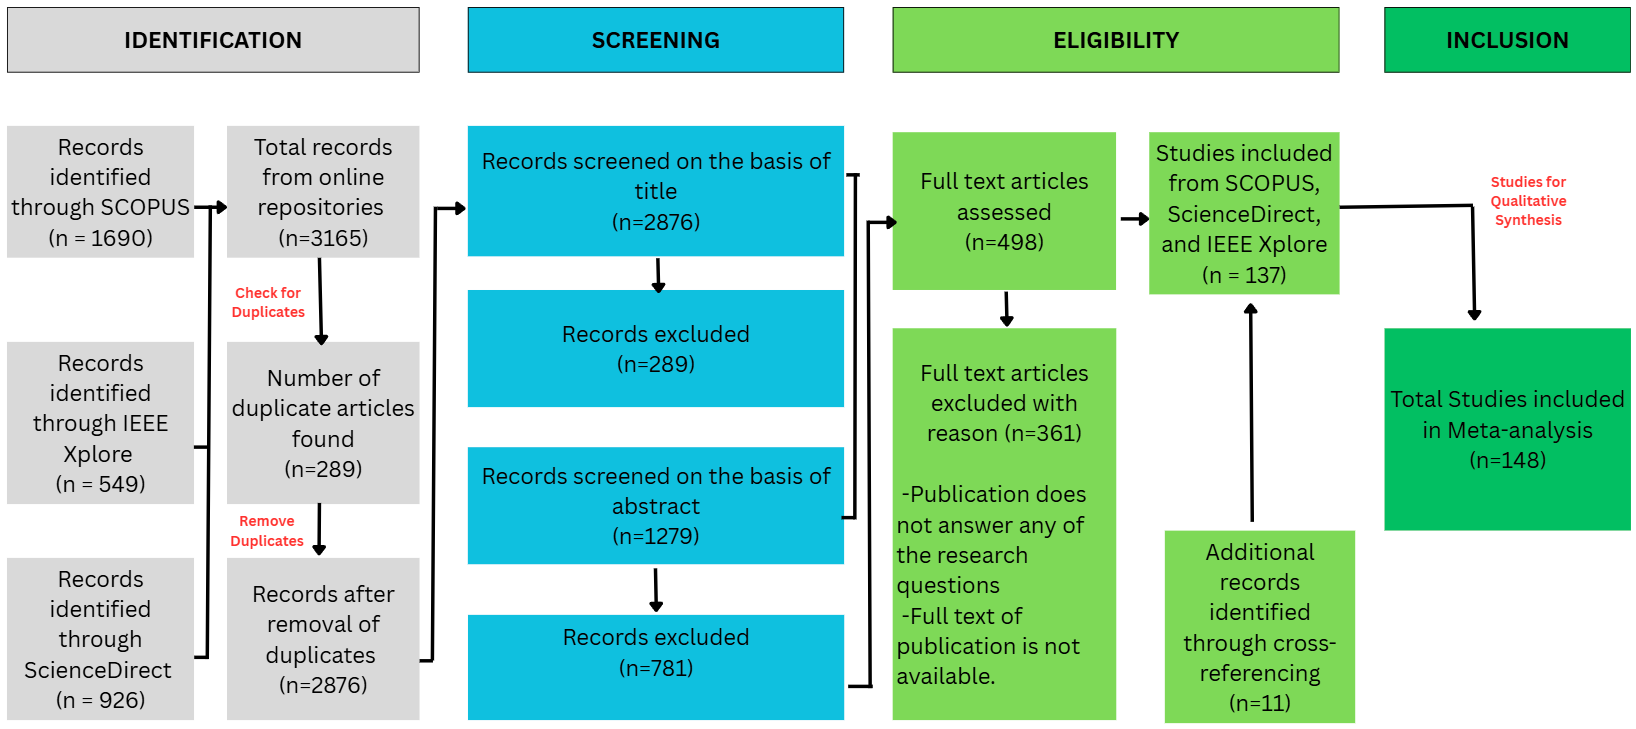 IDENTIFICATION
SCREENING
ELIGIBILITY
INCLUSION
Records
identified
through SCOPUS
(n = 1690)
Records
identified
through IEEE
Xplore
(n = 549)
Records
identified
through
ScienceDirect
(n = 926)
Total records
from online
repositories
(n=3165)
Check for
Duplicates
Number of
duplicate articles
found
(n=289)
Remove
Duplicates
Records after
removal of
duplicates
(n=2876)
Records screened on the basis of
title
(n=2876)
Records excluded
(n=289)
Records screened on the basis of
abstract
(n=1279)
Records excluded
(n=781)
Full text articles
assessed
(n=498)
Full text articles
excluded with
reason (n=361)
-Publication does
not answer any of
the research
questions
-Full text of
publication is not
available.
Studies included
from SCOPUS,
ScienceDirect,
and IEEE Xplore
(n = 137)
Additional
records
identified
through cross-
referencing
(n=11)
Studies for
Qualitative
Synthesis
Total Studies included
in Meta-analysis
(n=148)